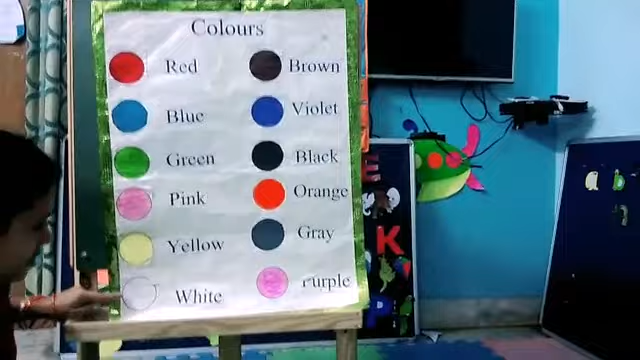 Colours
Red
Brown
Blue
Violet
Green
Black
Pink
Orange
Yellow
Gray
White
Purple
E
K